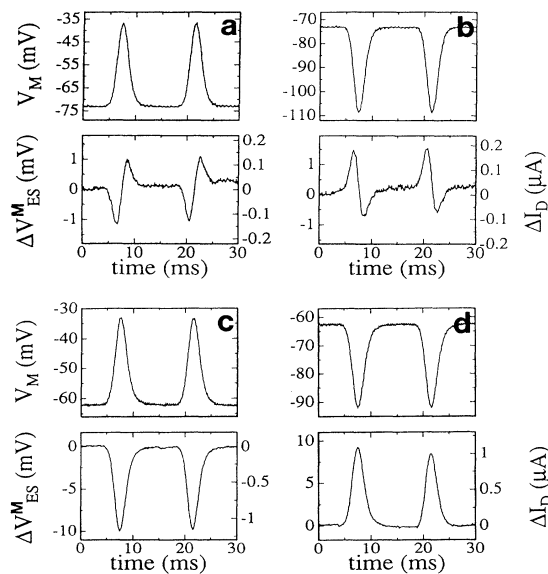 a
V_M (mV)
-35
-45
-55
-65
-75
b
-70
-80
-90
-100
-110
ΔV^M_ES (mV)
1
0
-1
0.2
0.1
0
-0.1
-0.2
0 10 20 30
time (ms)
1
0
-1
0.2
0.1
0
-0.1
-0.2
ΔI_D (μA)
0 10 20 30
time (ms)
c
V_M (mV)
-30
-40
-50
-60
d
-60
-70
-80
-90
ΔV^M_ES (mV)
0
-5
-10
0
-1
0 10 20 30
time (ms)
10
5
0
1
0.5
0
ΔI_D (μA)
0 10 20 30
time (ms)